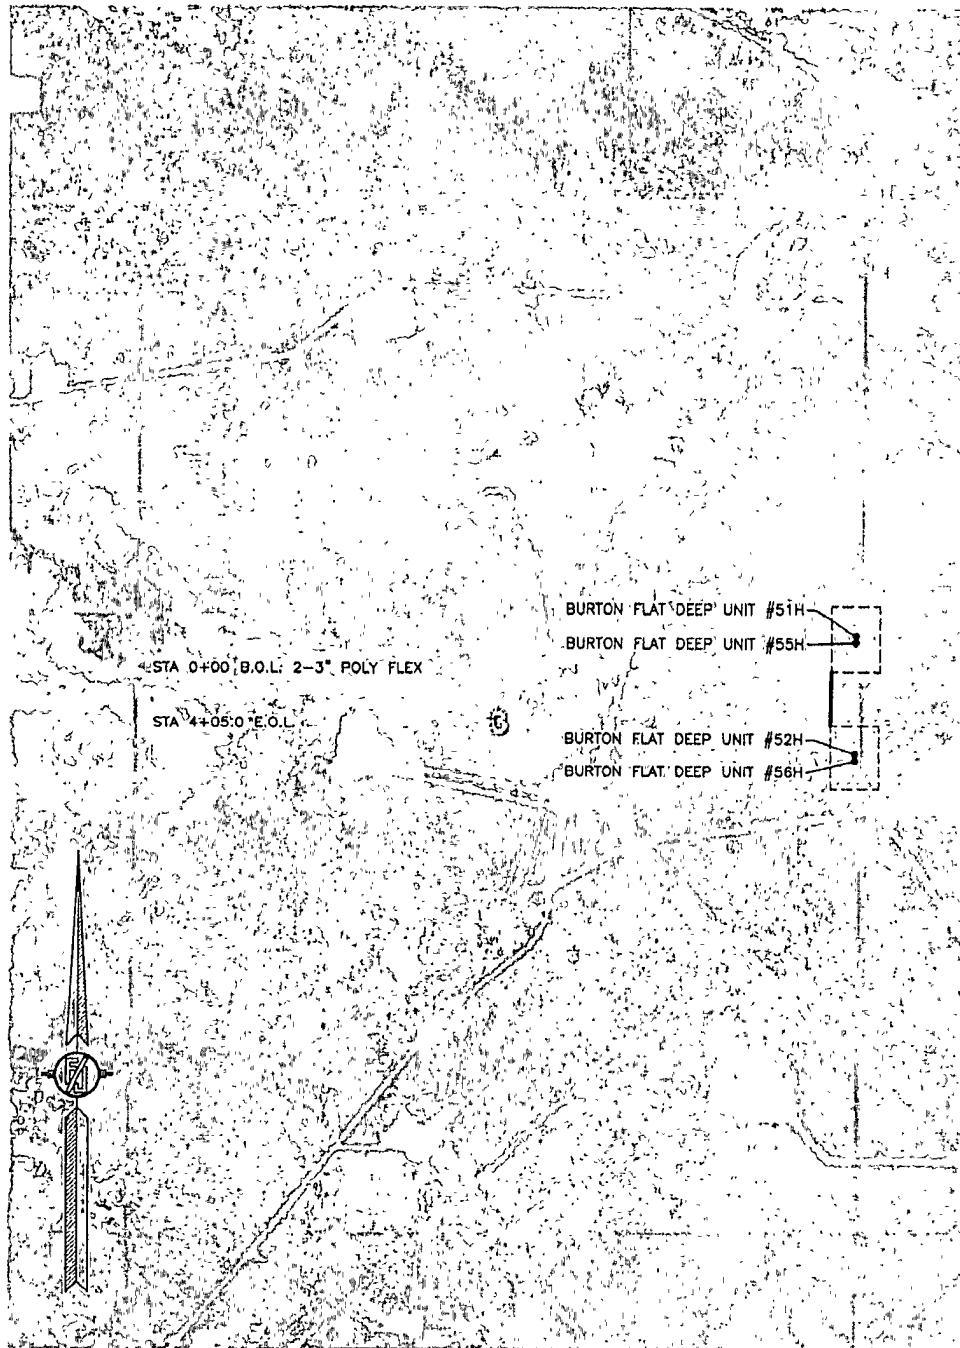 BURTON FLAT DEEP UNIT #51H
BURTON FLAT DEEP UNIT #55H
STA 0+00 B.O.L. 2-3" POLY FLEX
STA 4+05.0 E.O.L.
BURTON FLAT DEEP UNIT #52H
BURTON FLAT DEEP UNIT #56H